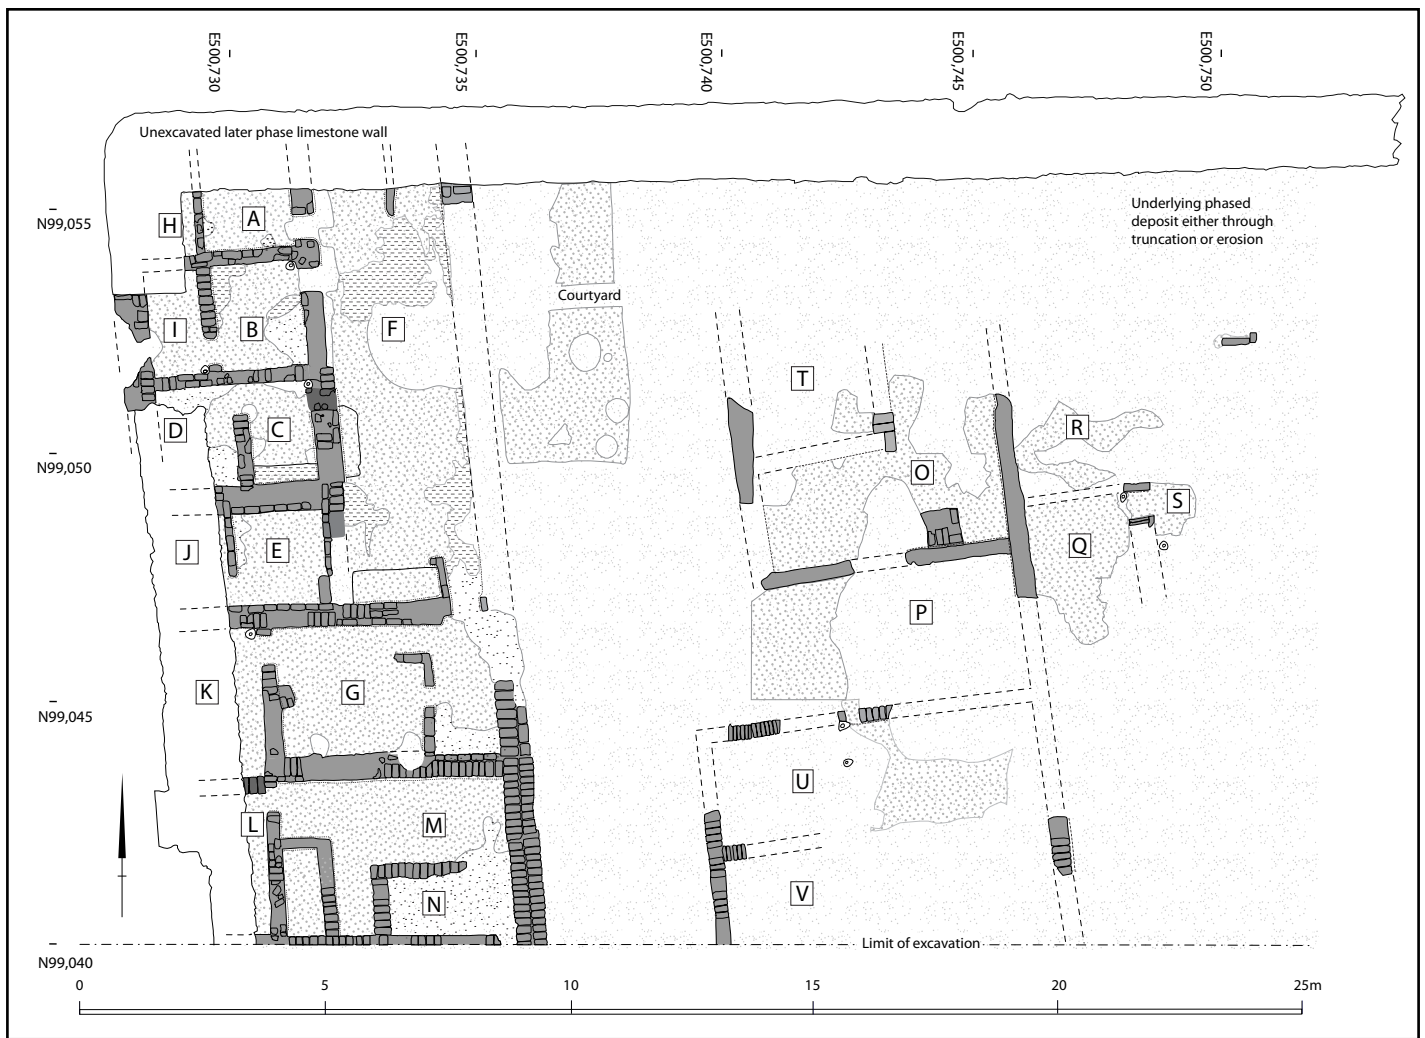 E500,730
E500,735
E500,740
E500,745
E500,750
Unexcavated later phase limestone wall
Underlying phased
deposit either through
truncation or erosion
N99,055
H
A
Courtyard
I
B
F
T
D
C
R
N99,050
O
S
J
E
Q
P
K
G
N99,045
U
L
M
N
V
Limit of excavation
N99,040
0
5
10
15
20
25m